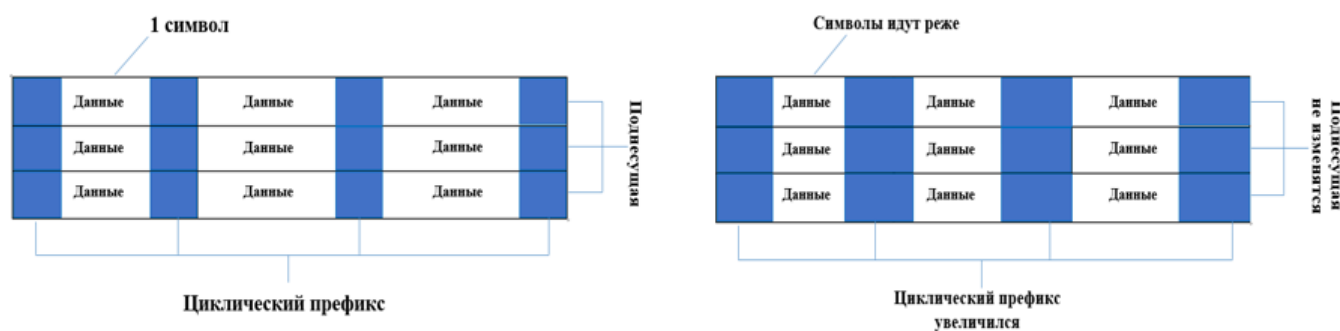 1 символ
Данные Данные Данные
Данные Данные Данные
Данные Данные Данные
Поднесущая
Циклический префикс
Символы идут реже
Данные Данные Данные
Данные Данные Данные
Данные Данные Данные
Поднесущая
не изменятся
Циклический префикс
увеличился